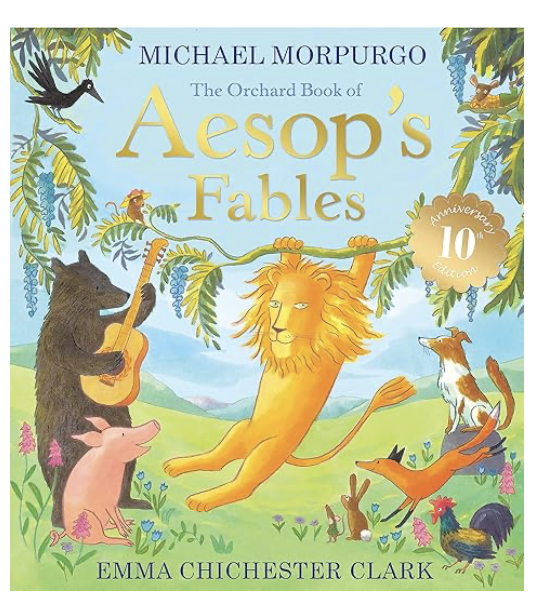 MICHAEL MORPURGO
The Orchard Book of
Aesop's
Fables
Anniversary
10th
Edition
EMMA CHICHESTER CLARK